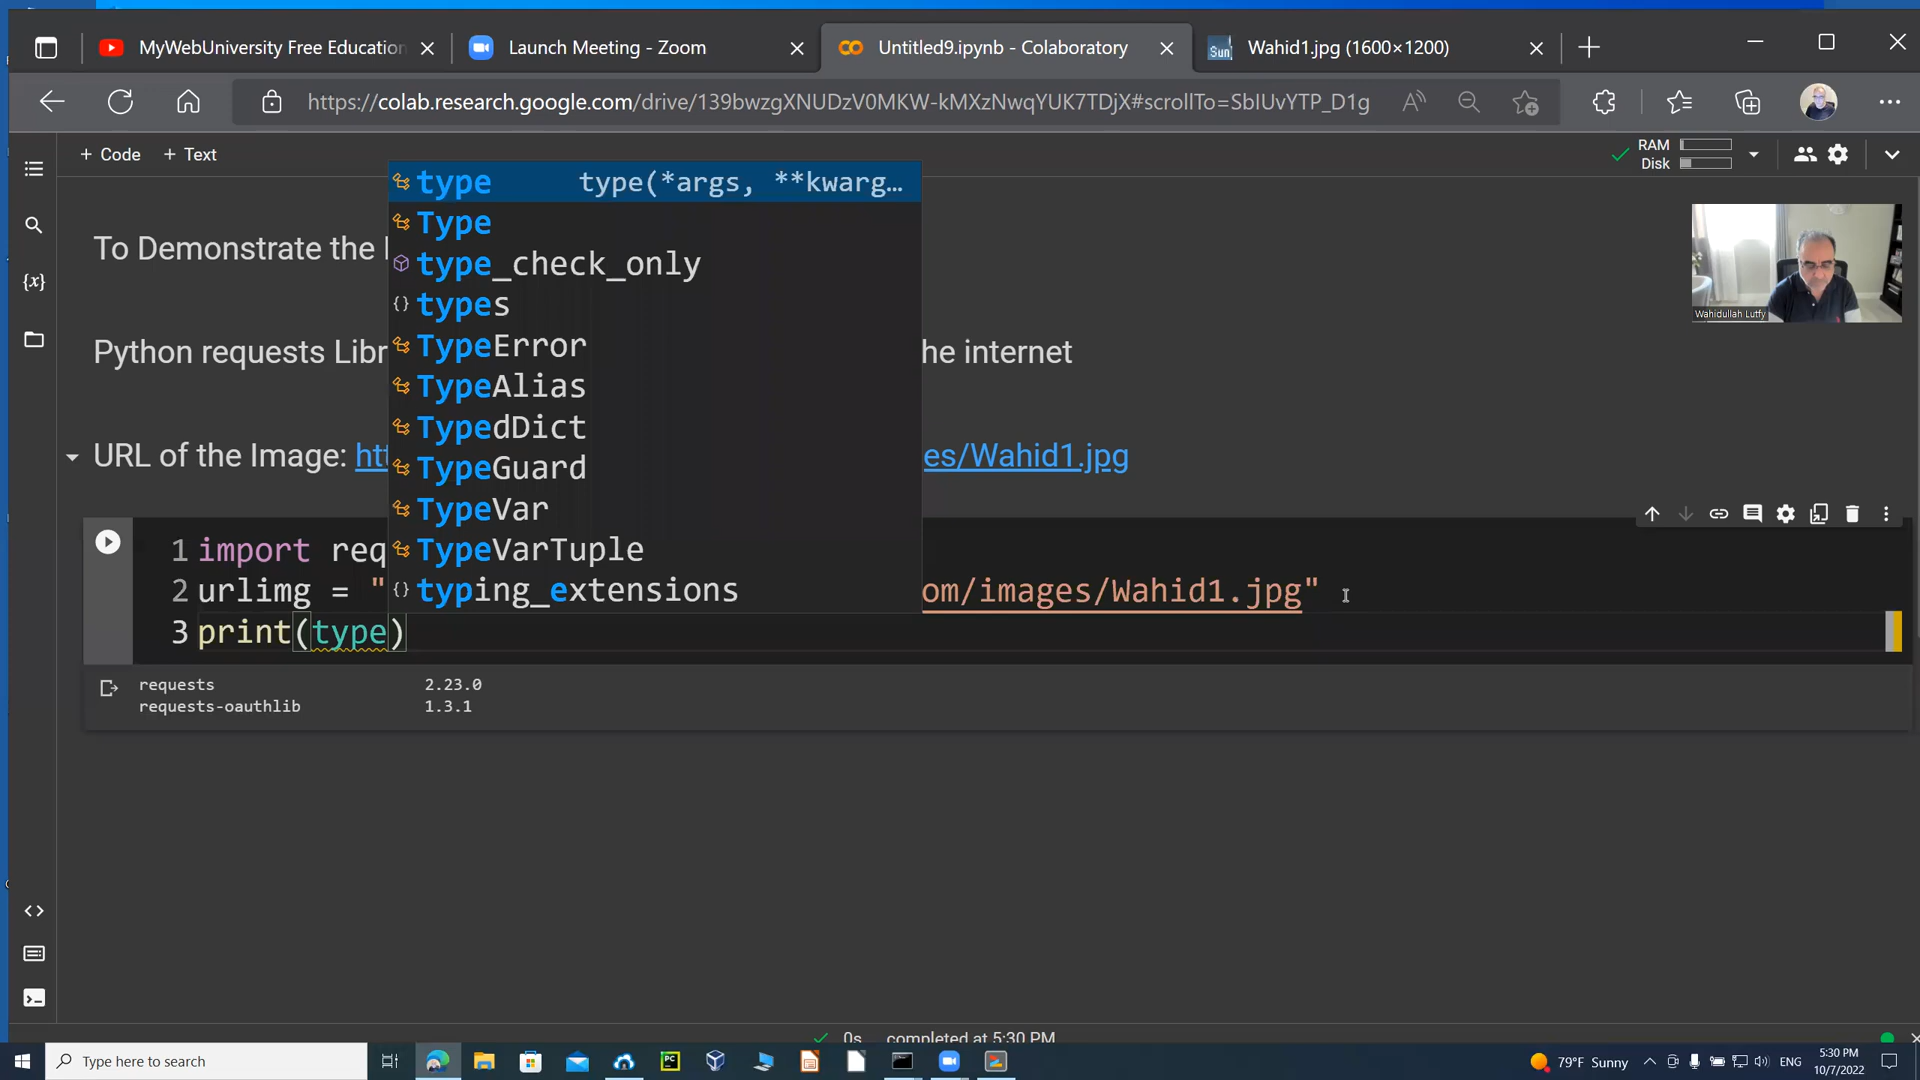 MyWebUniversity Free Education
Launch Meeting - Zoom
Untitled9.ipynb - Colaboratory
Sun
Wahid1.jpg (1600×1200)
https://colab.research.google.com/drive/139bwzgXNUDzV0MKW-kMXzNwqYUK7TDjX#scrollTo=SbIUvYTP_D1g
+ Code + Text
RAM
Disk
type type(*args, **kwarg…
Type
type_check_only
types
TypeError
TypeAlias
TypedDict
TypeGuard
TypeVar
TypeVarTuple
typing_extensions
To Demonstrate the
Wahidullah Lutfy
Python requests Libr he internet
URL of the Image: htt es/Wahid1.jpg
1 import req
2 urlimg = " om/images/Wahid1.jpg"
3 print(type)
requests 2.23.0
requests-oauthlib 1.3.1
0s completed at 5:30 PM
Type here to search
PC
79°F Sunny
ENG
5:30 PM
10/7/2022